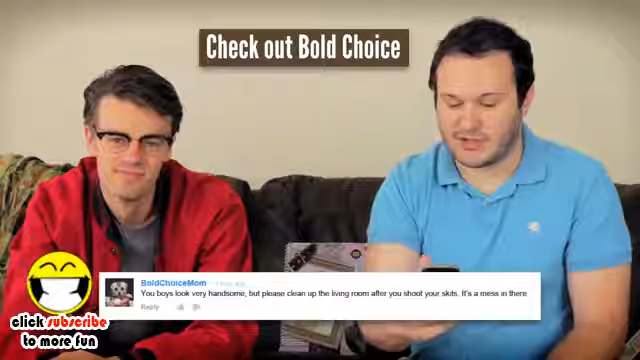 Check out Bold Choice
BoldChoiceMom
You boys look very handsome, but please clean up the living room after you shoot your skits. It's a mess in there.
Reply
click subscribe
to more fun